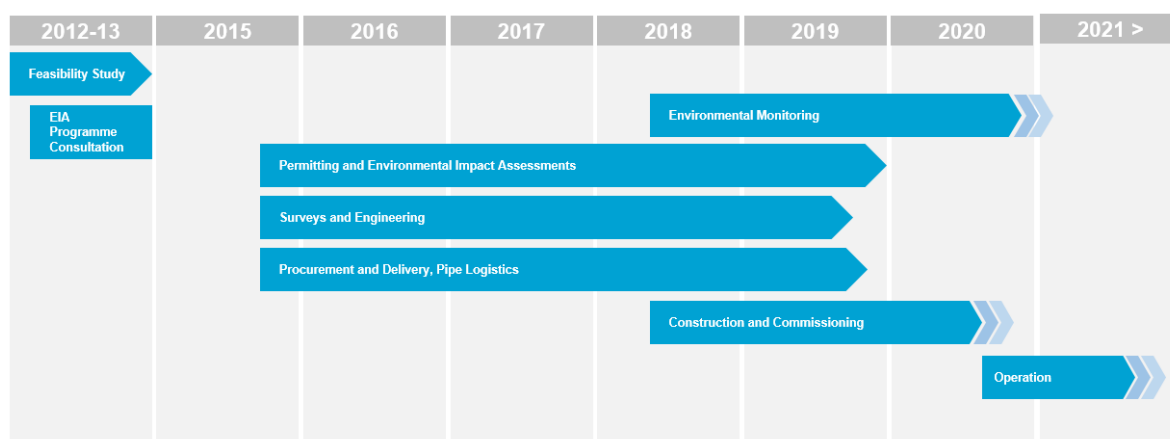 2012-13 2015 2016 2017 2018 2019 2020 2021 >
Feasibility Study
EIA
Programme
Consultation
Environmental Monitoring
Permitting and Environmental Impact Assessments
Surveys and Engineering
Procurement and Delivery, Pipe Logistics
Construction and Commissioning
Operation